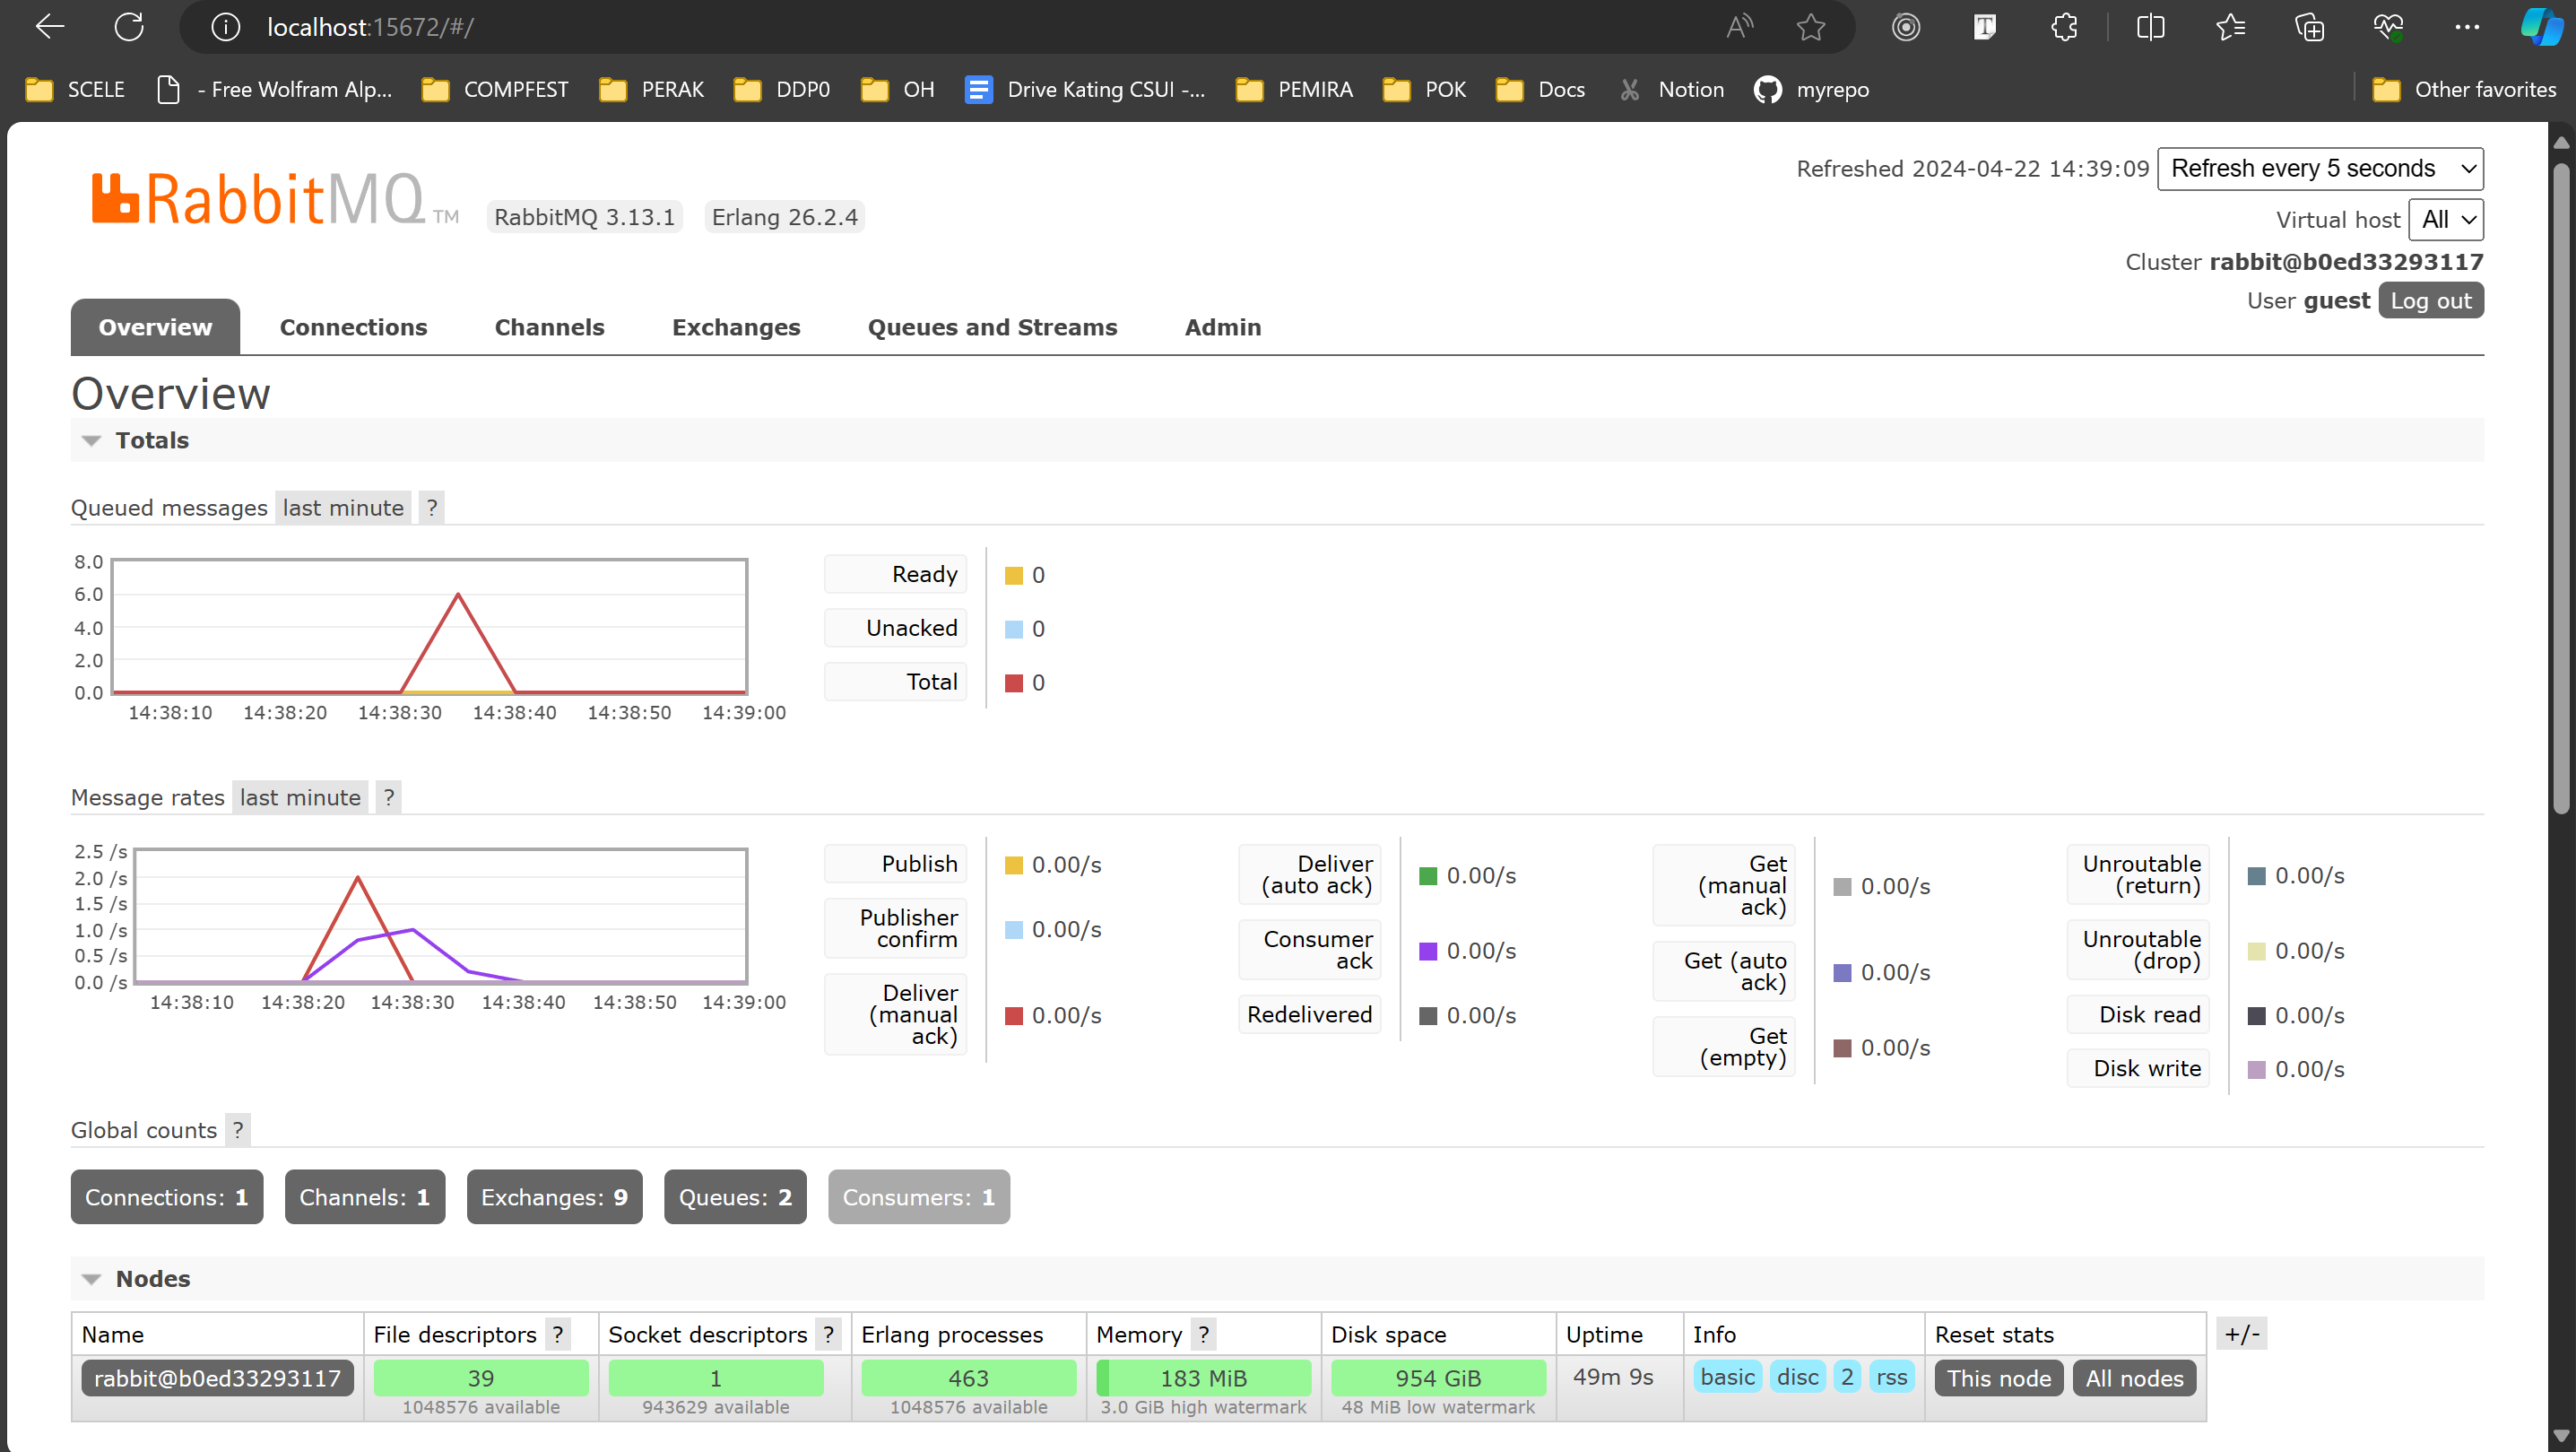 localhost:15672/#/
SCELE - Free Wolfram Alp... COMPFEST PERAK DDP0 OH Drive Kating CSUI -... PEMIRA POK Docs Notion myrepo Other favorites
RabbitMQ TM RabbitMQ 3.13.1 Erlang 26.2.4
Refreshed 2024-04-22 14:39:09 Refresh every 5 seconds
Virtual host All
Cluster rabbit@b0ed33293117
User guest Log out
Overview Connections Channels Exchanges Queues and Streams Admin
Overview
Totals
Queued messages last minute ?
8.0
6.0
4.0
2.0
0.0
14:38:10 14:38:20 14:38:30 14:38:40 14:38:50 14:39:00
Ready 0
Unacked 0
Total 0
Message rates last minute ?
2.5 /s
2.0 /s
1.5 /s
1.0 /s
0.5 /s
0.0 /s
14:38:10 14:38:20 14:38:30 14:38:40 14:38:50 14:39:00
Publish 0.00/s
Publisher
confirm 0.00/s
Deliver
(manual
ack) 0.00/s
Deliver
(auto ack) 0.00/s
Consumer
ack 0.00/s
Redelivered 0.00/s
Get
(manual
ack) 0.00/s
Get (auto
ack) 0.00/s
Get
(empty) 0.00/s
Unroutable
(return) 0.00/s
Unroutable
(drop) 0.00/s
Disk read 0.00/s
Disk write 0.00/s
Global counts ?
Connections: 1 Channels: 1 Exchanges: 9 Queues: 2 Consumers: 1
Nodes
Name File descriptors ? Socket descriptors ? Erlang processes Memory ? Disk space Uptime Info Reset stats +/-
rabbit@b0ed33293117 39 1 463 183 MiB 954 GiB 49m 9s basic disc 2 rss This node All nodes
1048576 available 943629 available 1048576 available 3.0 GiB high watermark 48 MiB low watermark